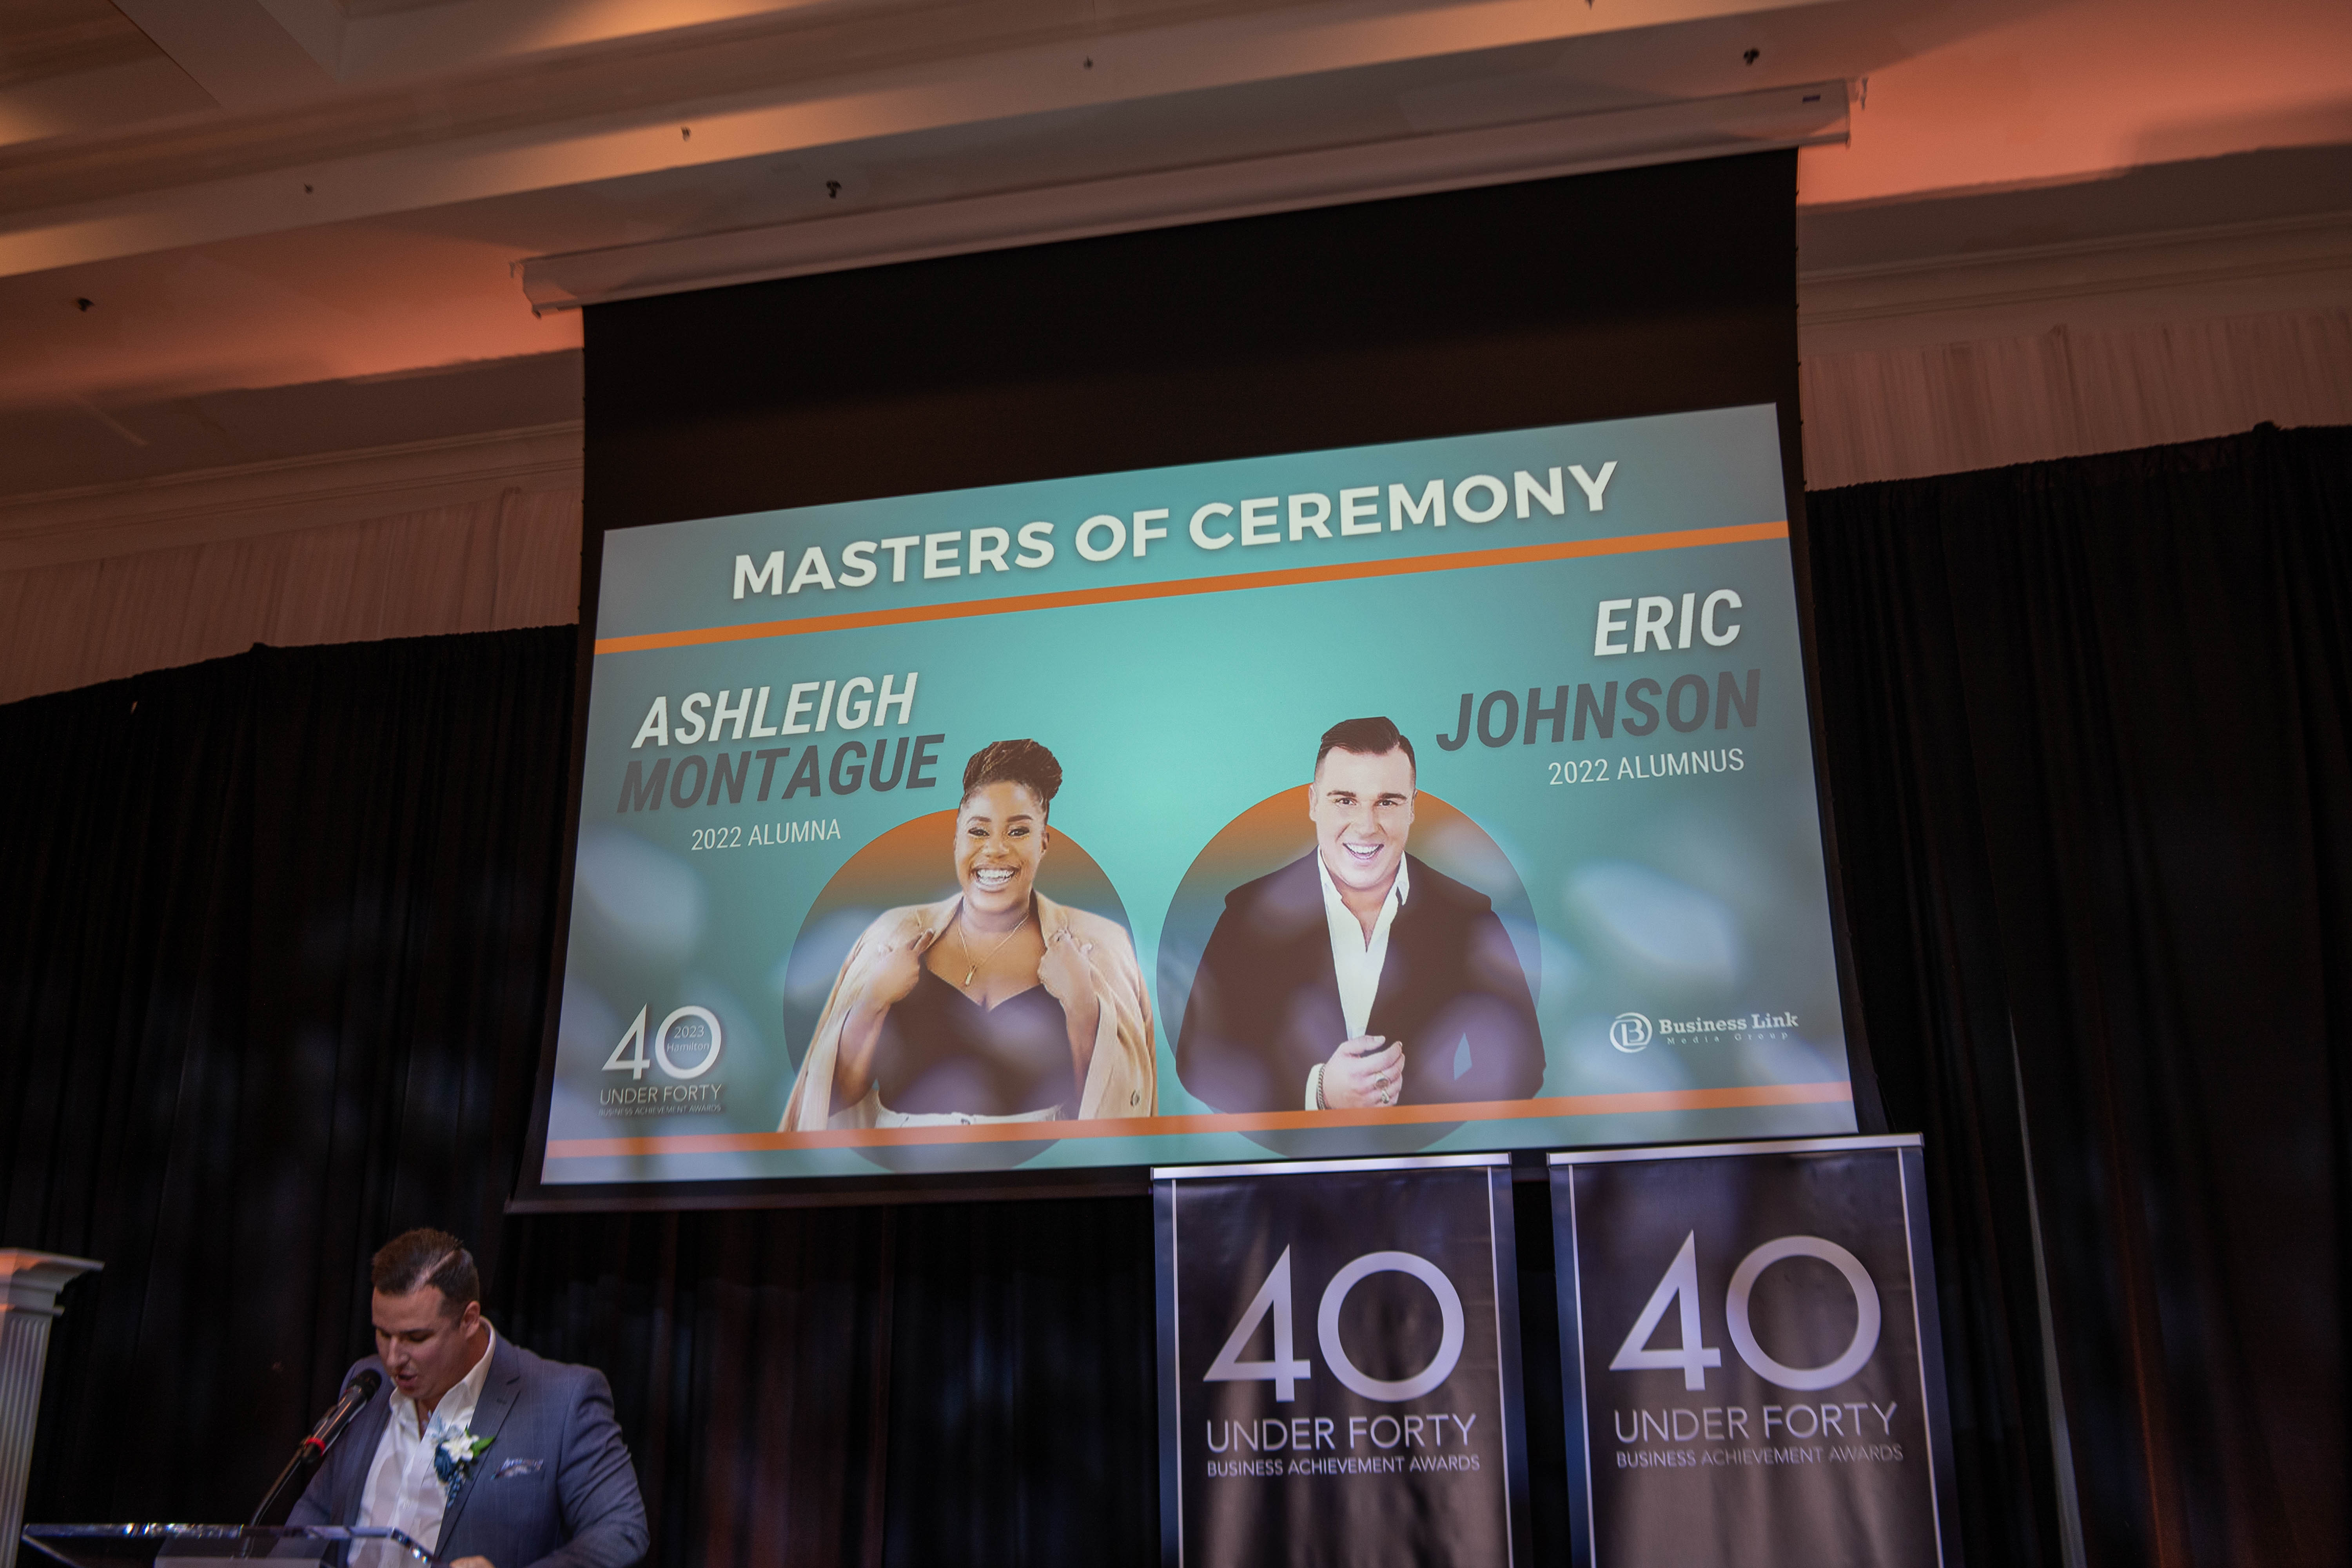 MASTERS OF CEREMONY
ASHLEIGH
MONTAGUE
2022 ALUMNA
ERIC
JOHNSON
2022 ALUMNUS
40
2023
Hamilton
UNDER FORTY
BUSINESS ACHIEVEMENT AWARDS
B
Business Link
Media Group
40
UNDER FORTY
BUSINESS ACHIEVEMENT AWARDS
40
UNDER FORTY
BUSINESS ACHIEVEMENT AWARDS